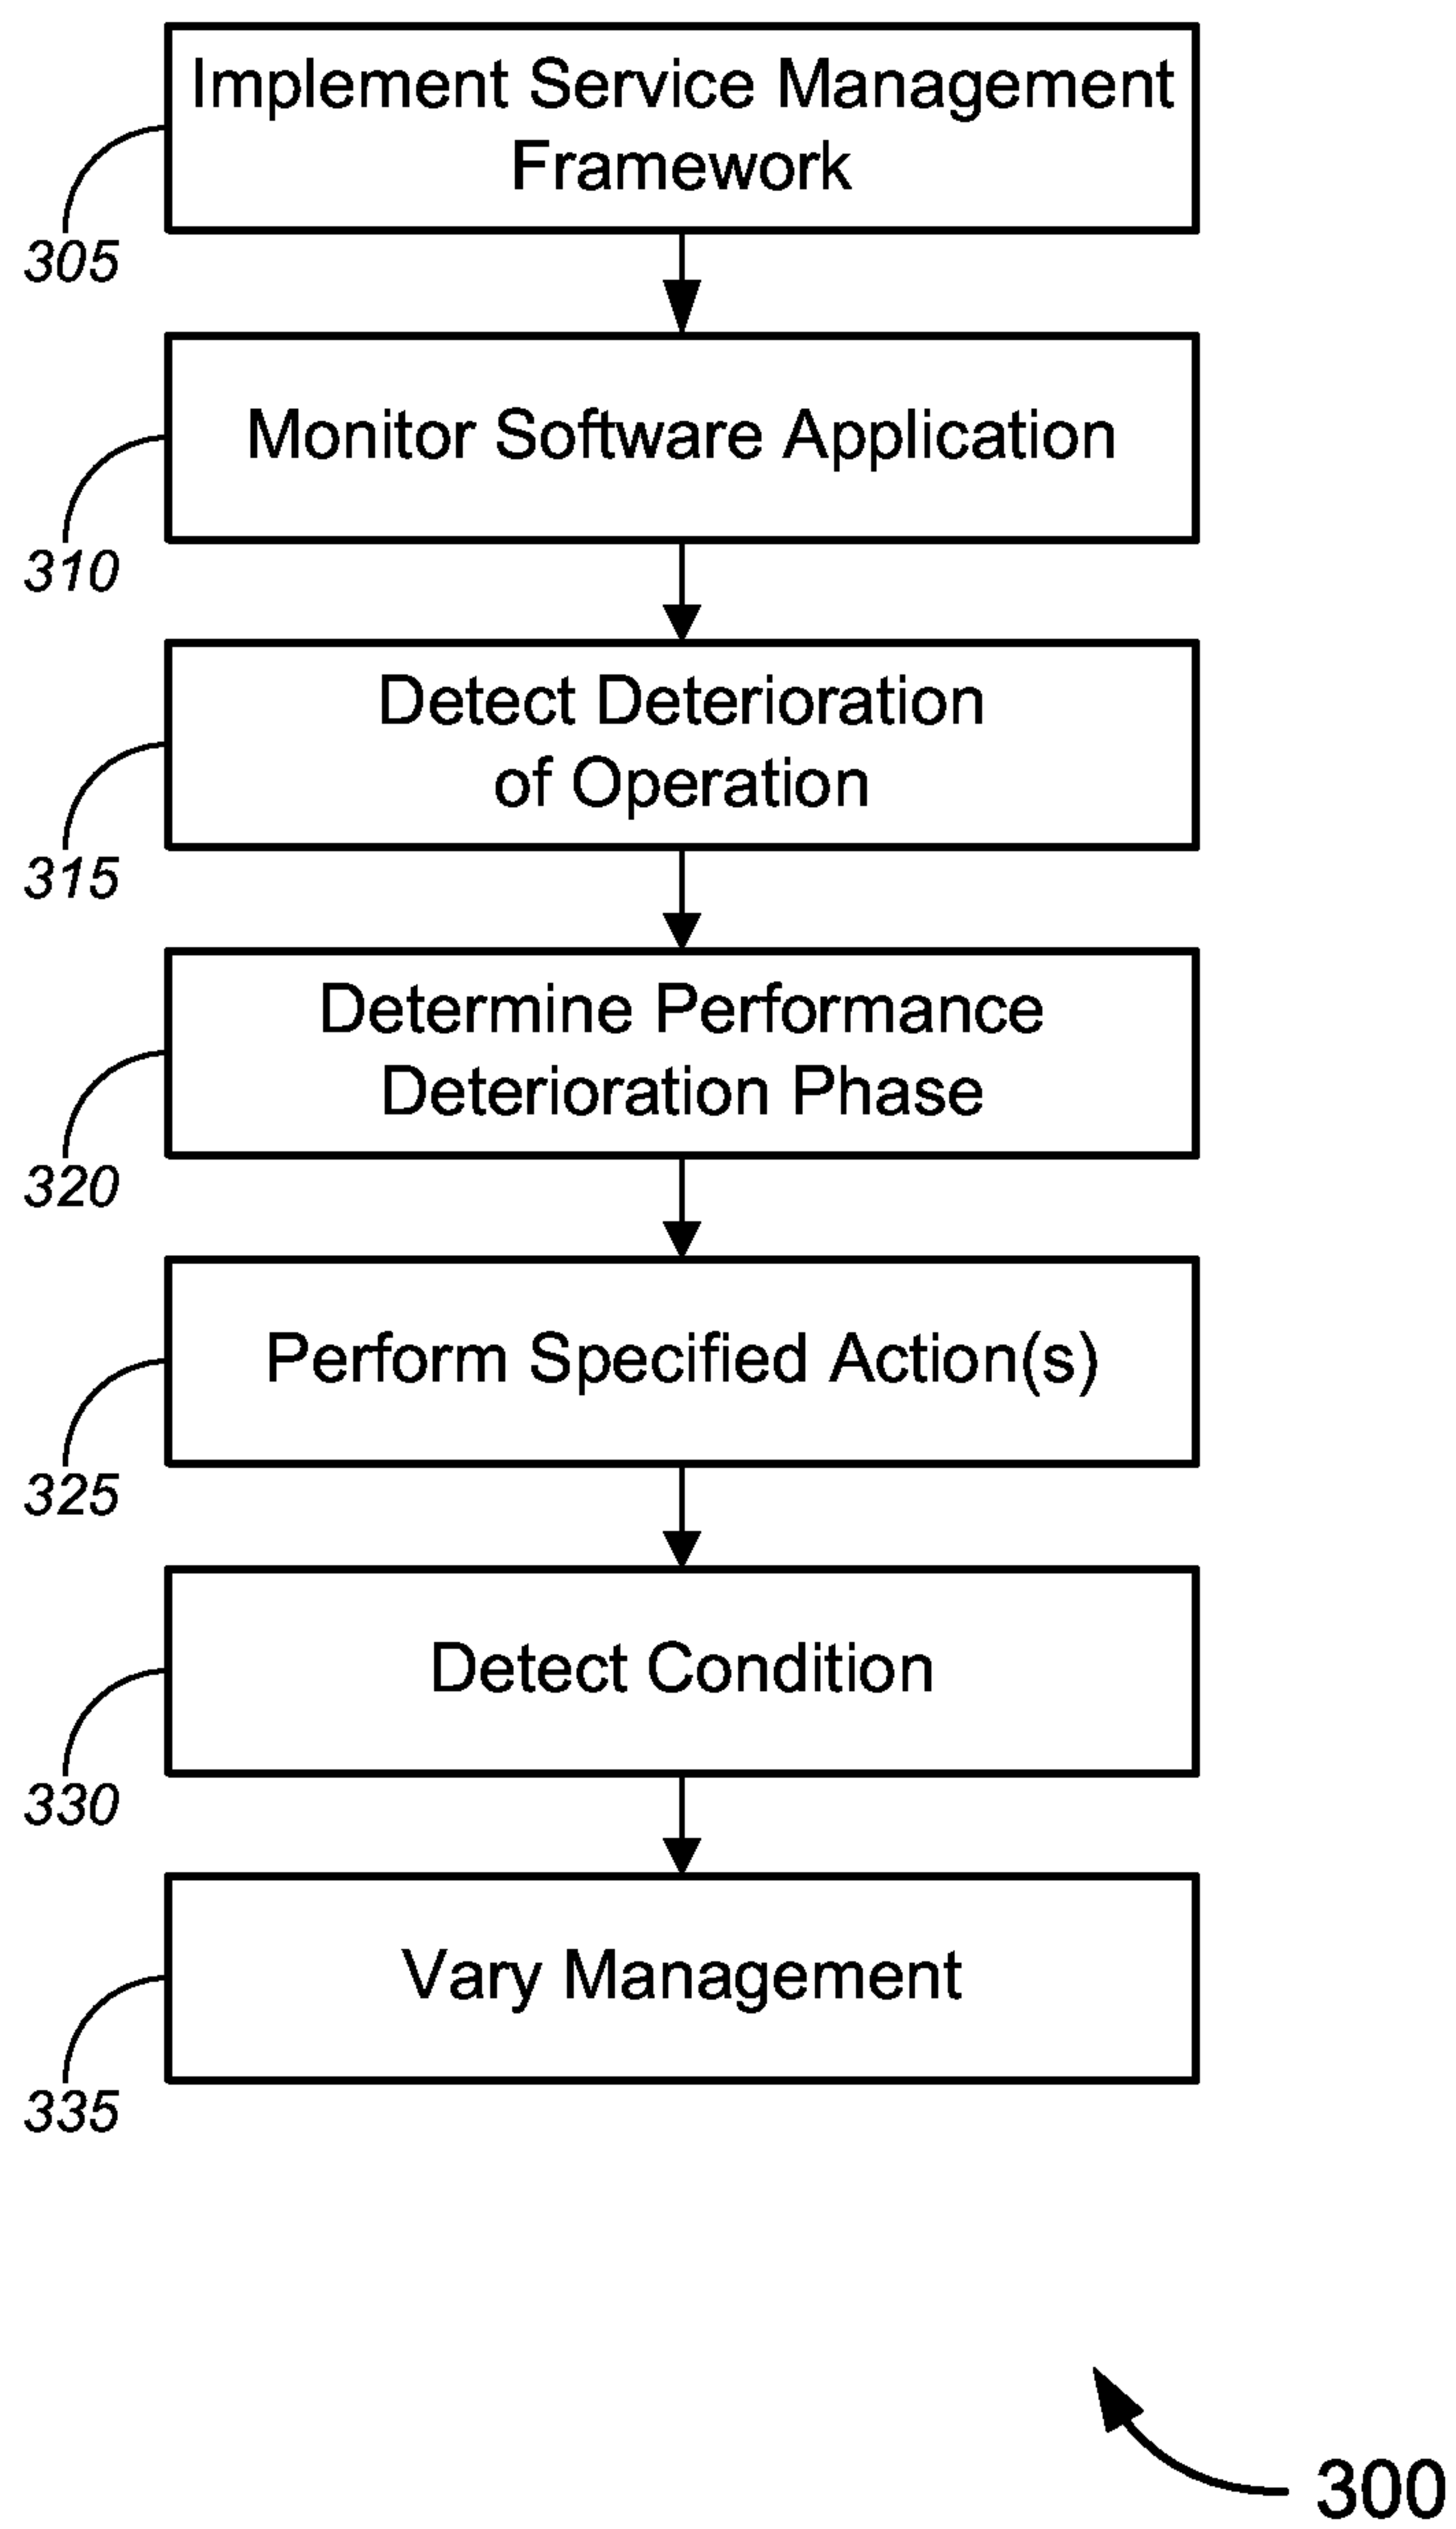 Implement Service Management
Framework
305
Monitor Software Application
310
Detect Deterioration
of Operation
315
Determine Performance
Deterioration Phase
320
Perform Specified Action(s)
325
Detect Condition
330
Vary Management
335
300